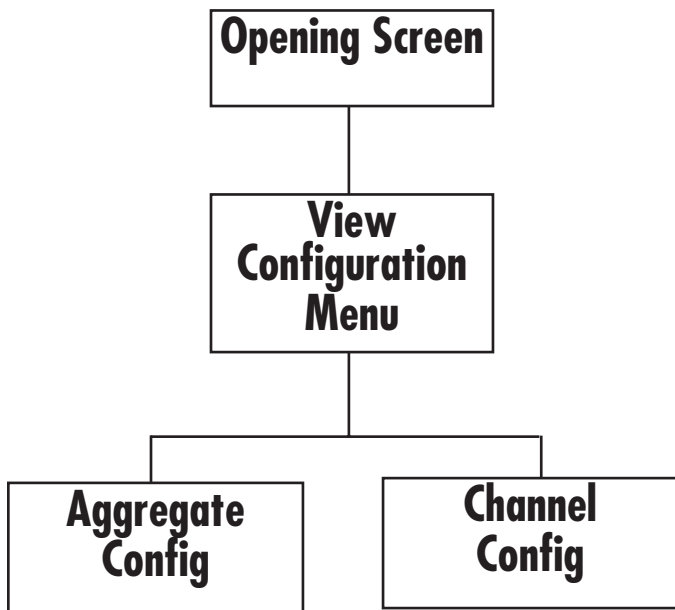 Opening Screen
View
Configuration
Menu
Aggregate
Config
Channel
Config